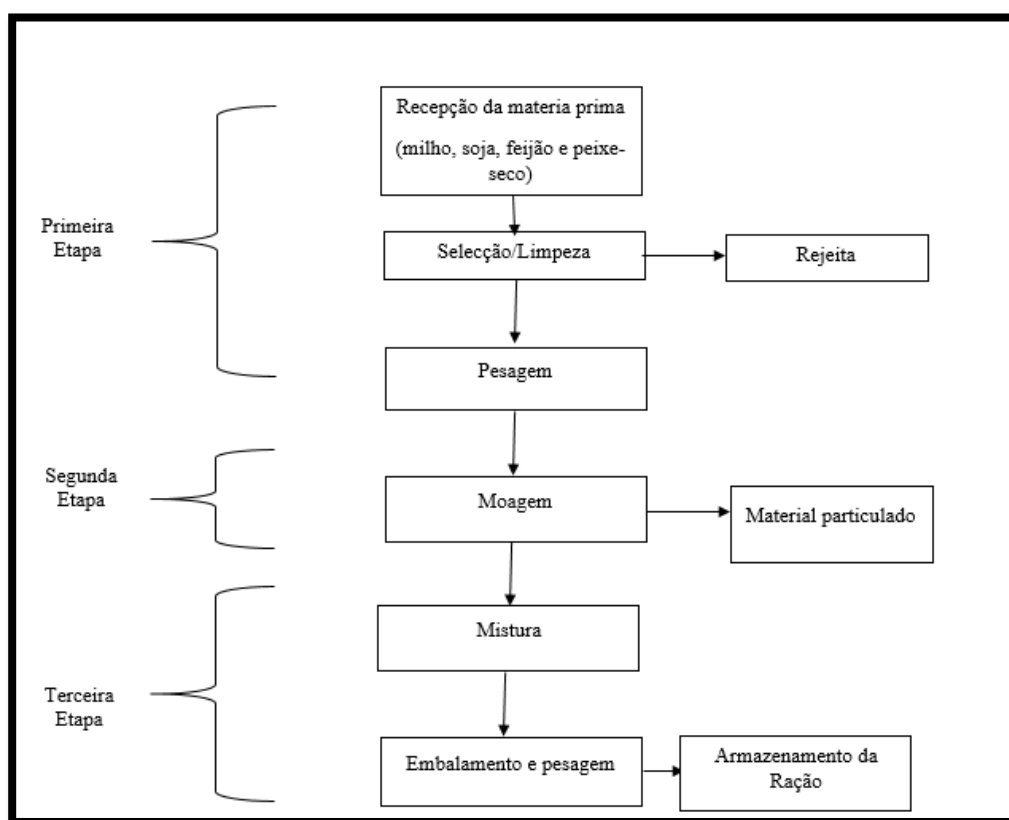 Recepção da materia prima
(milho, soja, feijão e peixe-
seco)
Primeira
Etapa
Selecção/Limpeza
Rejeita
Pesagem
Segunda
Etapa
Moagem
Material particulado
Mistura
Terceira
Etapa
Embalamento e pesagem
Armazenamento da
Ração